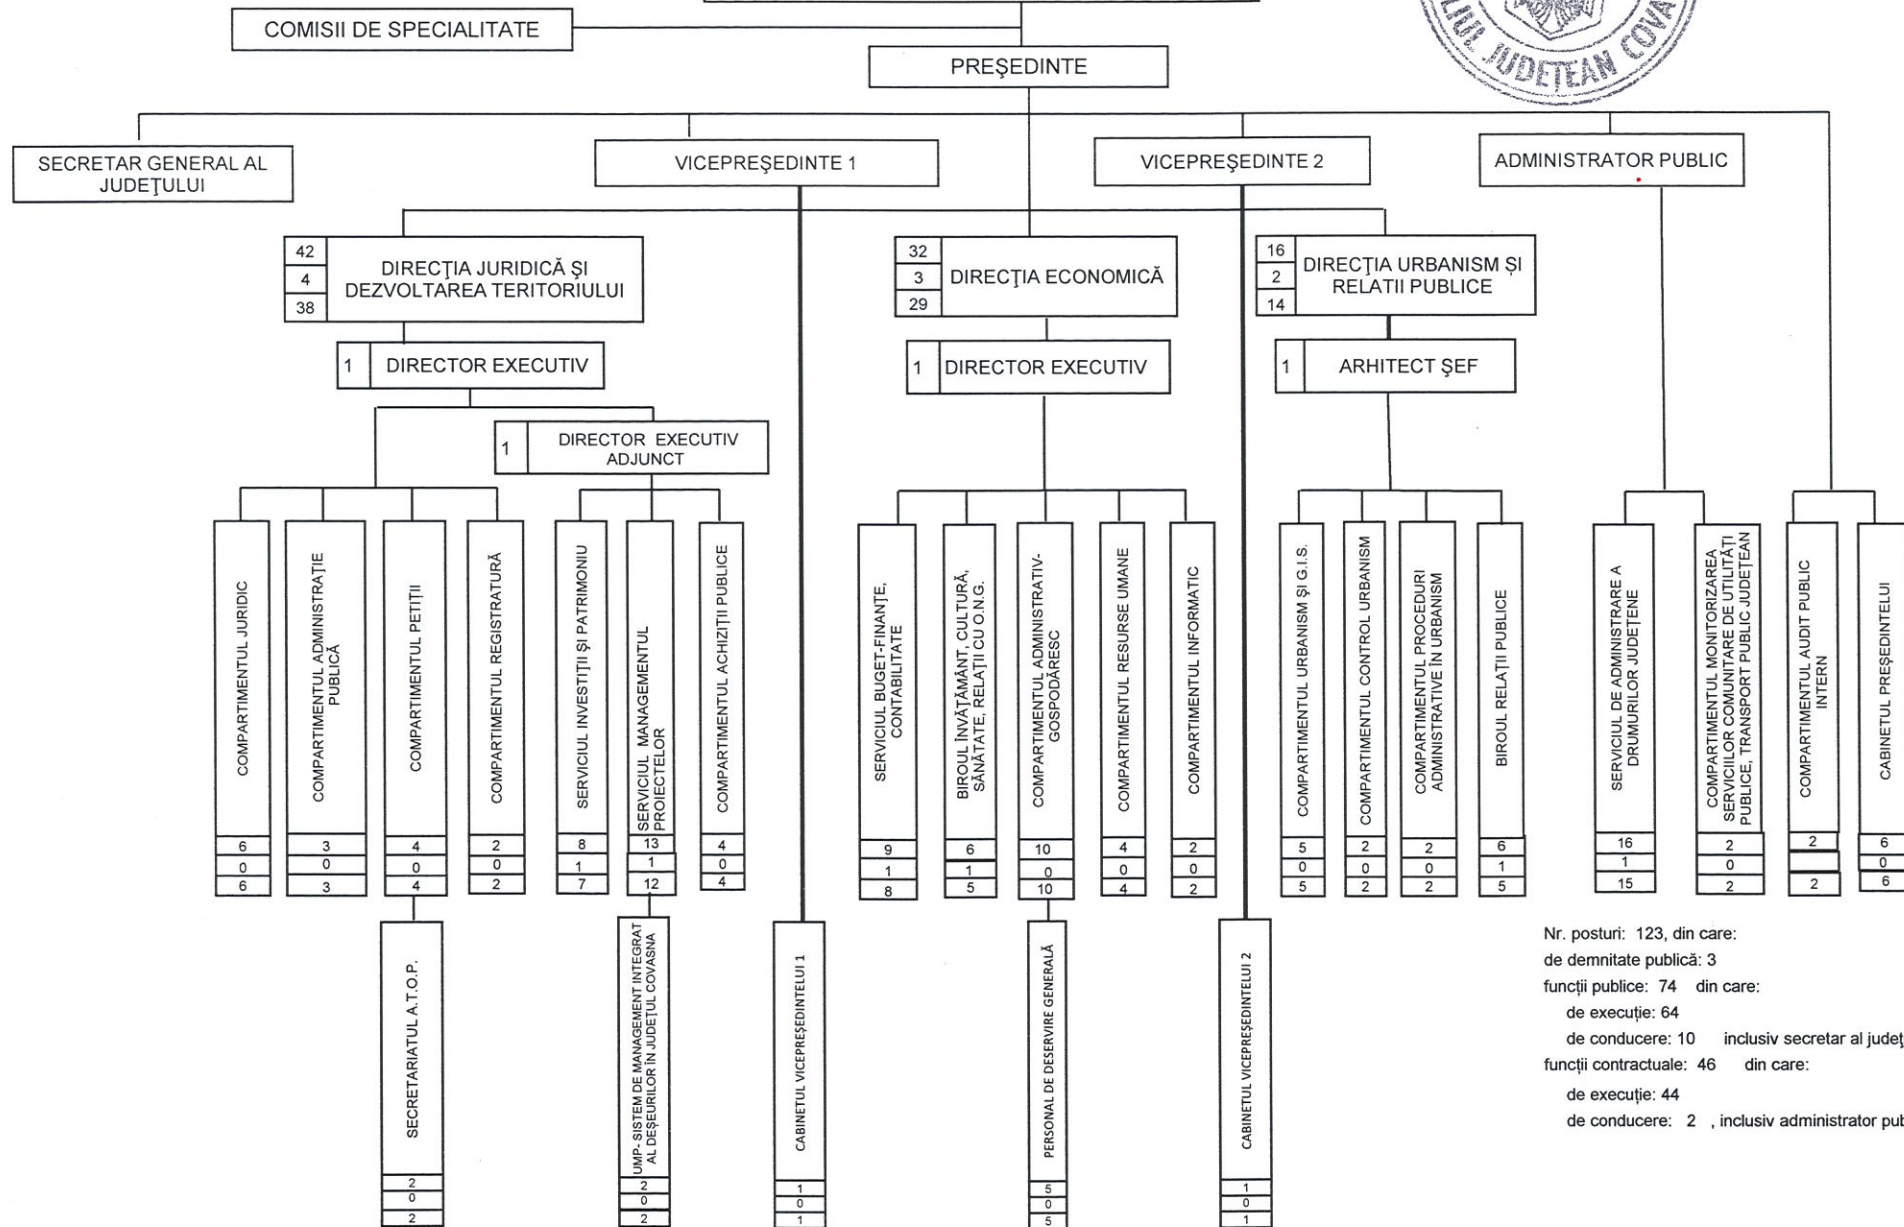 JUDEȚEAN
COMISII DE SPECIALITATE
PREŞEDINTE
SECRETAR GENERAL AL
JUDEŢULUI
VICEPREŞEDINTE 1
VICEPREŞEDINTE 2
ADMINISTRATOR PUBLIC
42
4
38
DIRECŢIA JURIDICĂ ŞI
DEZVOLTAREA TERITORIULUI
32
3
29
DIRECŢIA ECONOMICĂ
16
2
14
DIRECŢIA URBANISM ȘI
RELATII PUBLICE
1 DIRECTOR EXECUTIV
1 DIRECTOR EXECUTIV
1 ARHITECT ŞEF
1 DIRECTOR EXECUTIV
ADJUNCT
COMPARTIMENTUL JURIDIC
6
0
6
COMPARTIMENTUL ADMINISTRAŢIE
PUBLICĂ
3
0
3
COMPARTIMENTUL PETIȚII
4
0
4
COMPARTIMENTUL REGISTRATURĂ
2
0
2
SERVICIUL INVESTIŢII ŞI PATRIMONIU
8
1
7
SERVICIUL MANAGEMENTUL
PROIECTELOR
13
1
12
COMPARTIMENTUL ACHIZIŢII PUBLICE
4
0
4
SERVICIUL BUGET-FINANŢE,
CONTABILITATE
9
1
8
BIROUL ÎNVĂŢĂMÂNT, CULTURĂ,
SĂNĂTATE, RELAŢII CU O.N.G.
6
1
5
COMPARTIMENTUL ADMINISTRATIV-
GOSPODĂRESC
10
0
10
COMPARTIMENTUL RESURSE UMANE
4
0
4
COMPARTIMENTUL INFORMATIC
2
0
2
COMPARTIMENTUL URBANISM ŞI G.I.S.
5
0
5
COMPARTIMENTUL CONTROL URBANISM
2
0
2
COMPARTIMENTUL PROCEDURI
ADMINISTRATIVE ÎN URBANISM
2
0
2
BIROUL RELAŢII PUBLICE
6
1
5
SERVICIUL DE ADMINISTRARE A
DRUMURILOR JUDEŢENE
16
1
15
COMPARTIMENTUL MONITORIZAREA
SERVICIILOR COMUNITARE DE UTILITĂŢI
PUBLICE, TRANSPORT PUBLIC JUDEŢEAN
2
0
2
COMPARTIMENTUL AUDIT PUBLIC
INTERN
2
2
CABINETUL PREŞEDINTELUI
6
0
6
SECRETARIATUL A.T.O.P.
2
0
2
UMP- SISTEM DE MANAGEMENT INTEGRAT
AL DEŞEURILOR ÎN JUDEŢUL COVASNA
2
0
2
CABINETUL VICEPREŞEDINTELUI 1
1
0
1
PERSONAL DE DESERVIRE GENERALĂ
5
0
5
CABINETUL VICEPREŞEDINTELUI 2
1
0
1
Nr. posturi: 123, din care:
de demnitate publică: 3
funcții publice: 74 din care:
de execuție: 64
de conducere: 10 inclusiv secretar al județ
funcții contractuale: 46 din care:
de execuție: 44
de conducere: 2 , inclusiv administrator pub